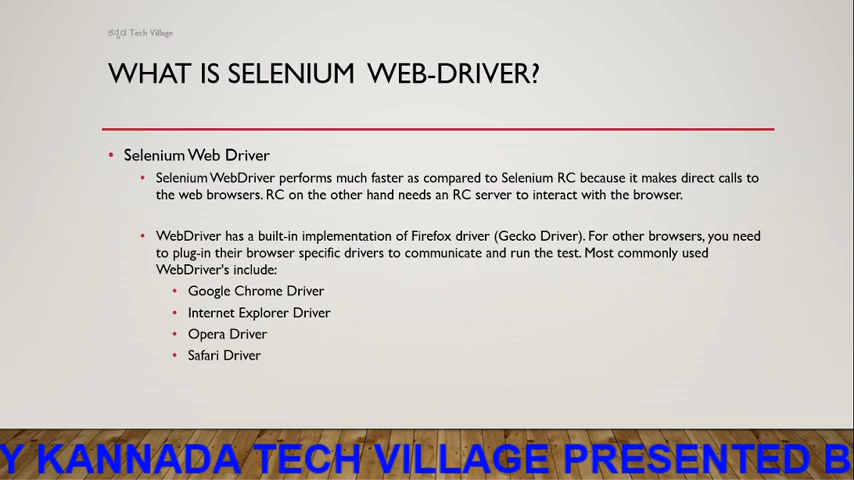 ಕನ್ನಡ Tech Village
WHAT IS SELENIUM WEB-DRIVER?
• Selenium Web Driver
• Selenium WebDriver performs much faster as compared to Selenium RC because it makes direct calls to
the web browsers. RC on the other hand needs an RC server to interact with the browser.
• WebDriver has a built-in implementation of Firefox driver (Gecko Driver). For other browsers, you need
to plug-in their browser specific drivers to communicate and run the test. Most commonly used
WebDriver's include:
• Google Chrome Driver
• Internet Explorer Driver
• Opera Driver
• Safari Driver
Y KANNADA TECH VILLAGE PRESENTED B